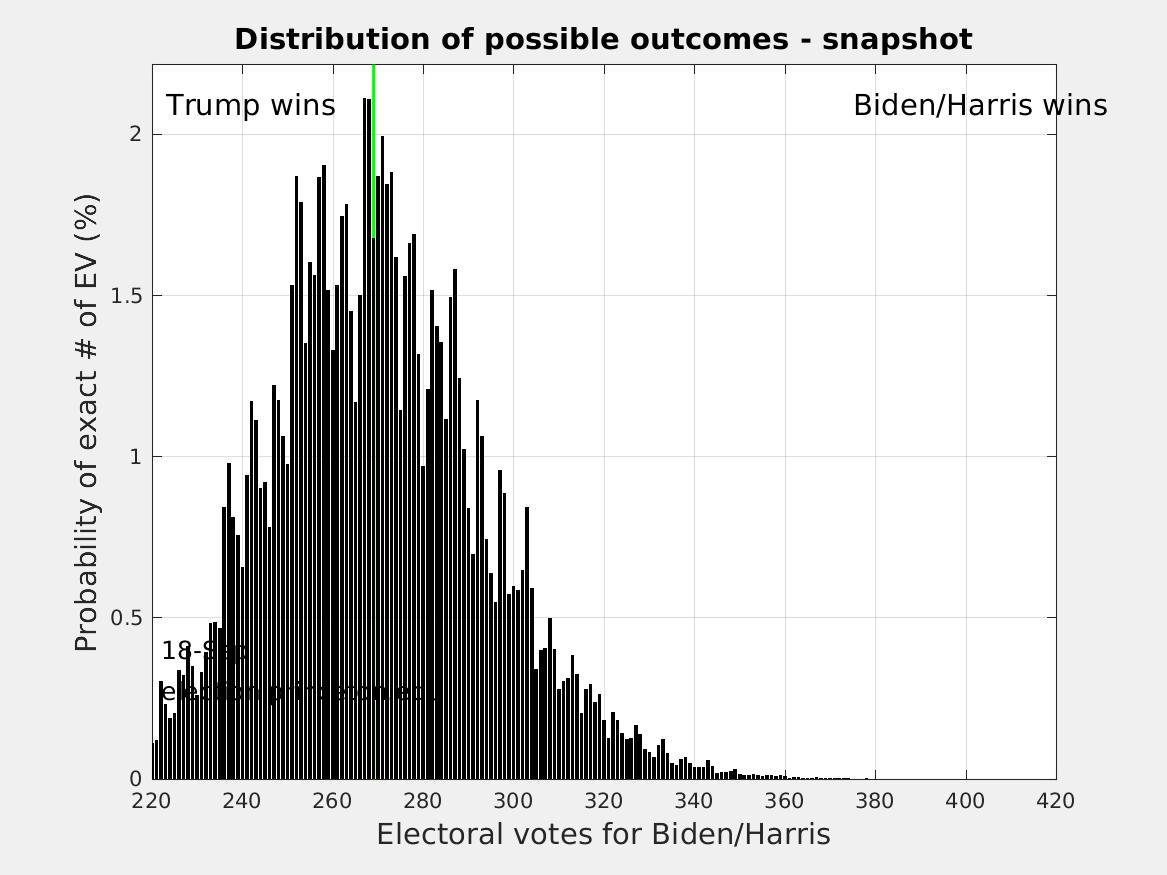 Distribution of possible outcomes - snapshot
Trump wins
Biden/Harris wins
Probability of exact # of EV (%)
2
1.5
1
0.5
0
18-Sep
220 240 260 280 300 320 340 360 380 400 420
Electoral votes for Biden/Harris